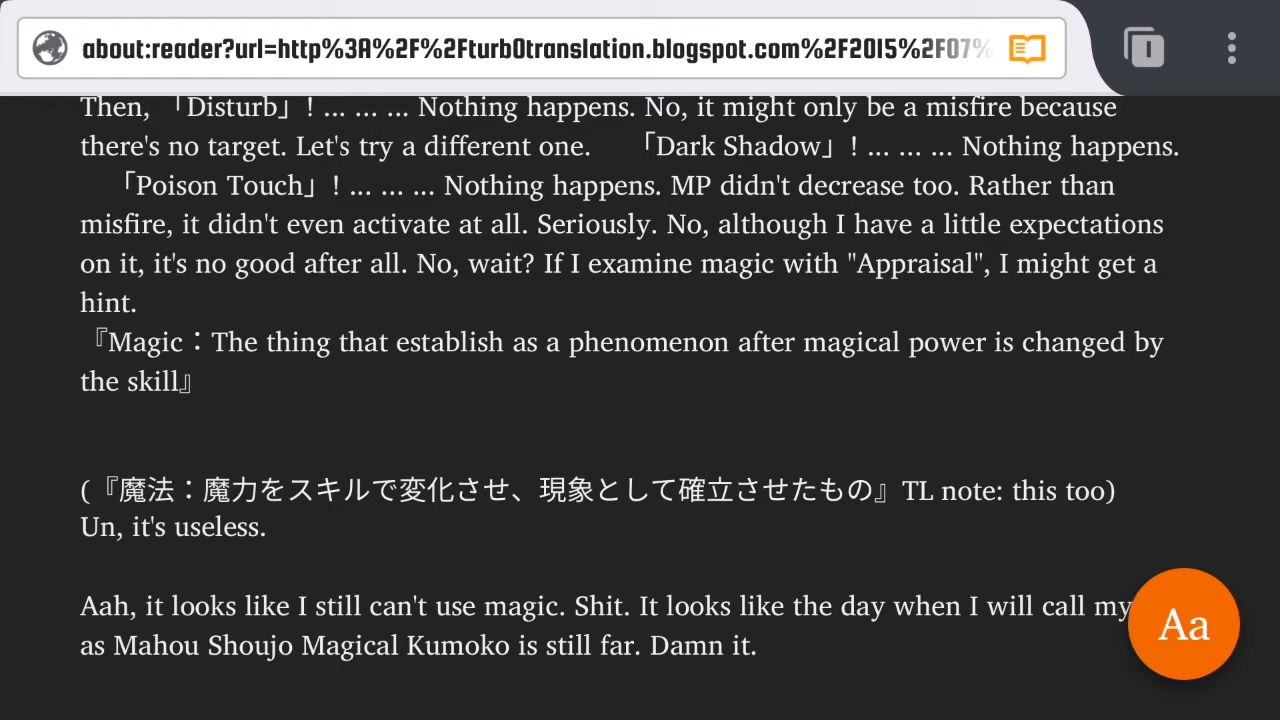 about:reader?url=http%3A%2F%2Fturb0translation.blogspot.com%2F2015%2F07%
1
Then, 「Disturb」! ... ... ... Nothing happens. No, it might only be a misfire because
there's no target. Let's try a different one. 「Dark Shadow」! ... ... ... Nothing happens.
「Poison Touch」! ... ... ... Nothing happens. MP didn't decrease too. Rather than
misfire, it didn't even activate at all. Seriously. No, although I have a little expectations
on it, it's no good after all. No, wait? If I examine magic with "Appraisal", I might get a
hint.
『Magic：The thing that establish as a phenomenon after magical power is changed by
the skill』
(『魔法：魔力をスキルで変化させ、現象として確立させたもの』TL note: this too)
Un, it's useless.
Aah, it looks like I still can't use magic. Shit. It looks like the day when I will call my
as Mahou Shoujo Magical Kumoko is still far. Damn it.
Aa